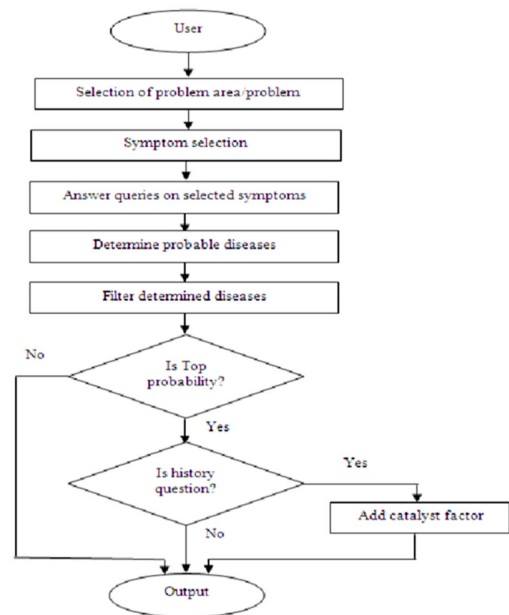 User
Selection of problem area/problem
Symptom selection
Answer queries on selected symptoms
Determine probable diseases
Filter determined diseases
No
Is Top
probability?
Yes
Is history
question?
Yes
Add catalyst factor
No
Output